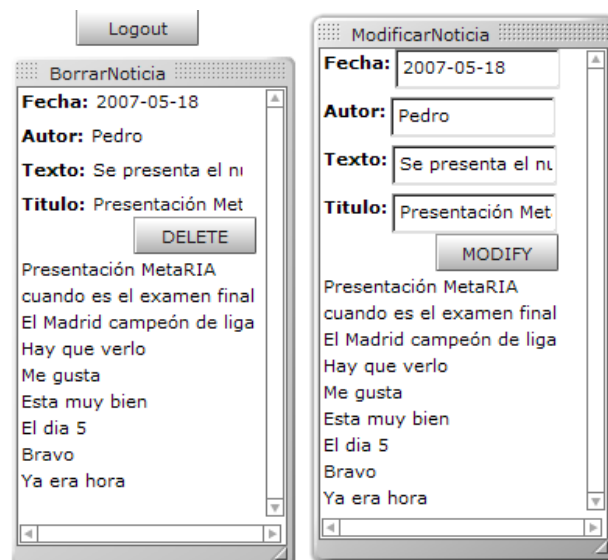 Logout
BorrarNoticia
Fecha: 2007-05-18
Autor: Pedro
Texto: Se presenta el
Titulo: Presentación Met
DELETE
Presentación MetaRIA
cuando es el examen final
El Madrid campeón de liga
Hay que verlo
Me gusta
Esta muy bien
El dia 5
Bravo
Ya era hora
ModificarNoticia
Fecha: 2007-05-18
Autor: Pedro
Texto: Se presenta el
Titulo: Presentación Met
MODIFY
Presentación MetaRIA
cuando es el examen final
El Madrid campeón de liga
Hay que verlo
Me gusta
Esta muy bien
El dia 5
Bravo
Ya era hora